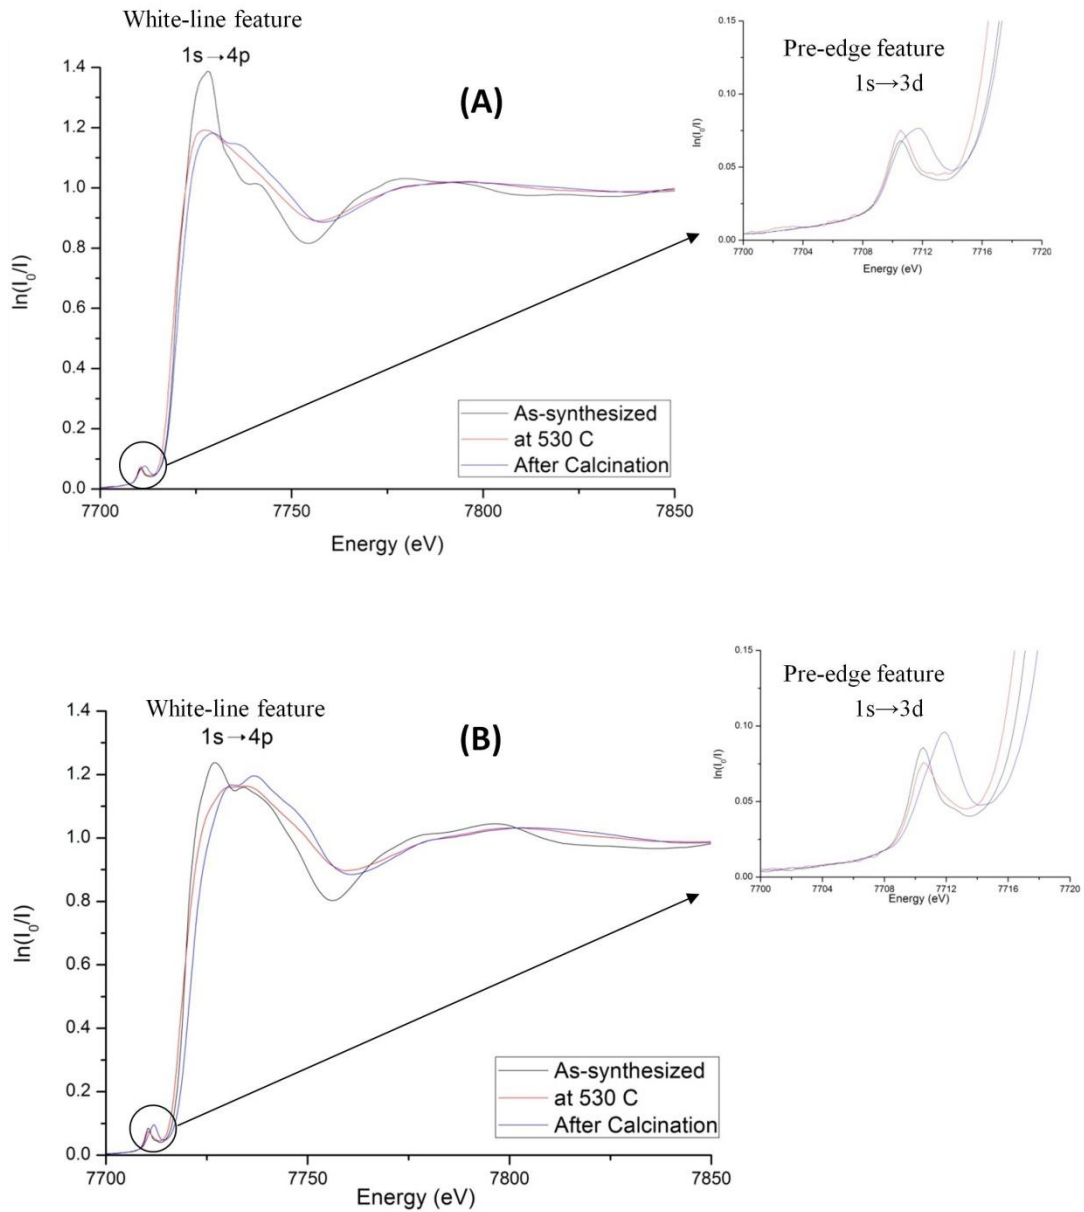 White-line feature
1s→4p
(A)
ln(I₀/I)
1.4
1.2
1.0
0.8
0.6
0.4
0.2
0.0
7700
7750
7800
7850
Energy (eV)
As-synthesized
at 530 C
After Calcination
Pre-edge feature
1s→3d
ln(I₀/I)
0.15
0.10
0.05
0.00
7700 7704 7708 7712 7716 7720
Energy (eV)
White-line feature
1s→4p
(B)
ln(I₀/I)
1.4
1.2
1.0
0.8
0.6
0.4
0.2
0.0
7700
7750
7800
7850
Energy (eV)
As-synthesized
at 530 C
After Calcination
Pre-edge feature
1s→3d
ln(I₀/I)
0.15
0.10
0.05
0.00
7700 7704 7708 7712 7716 7720
Energy (eV)